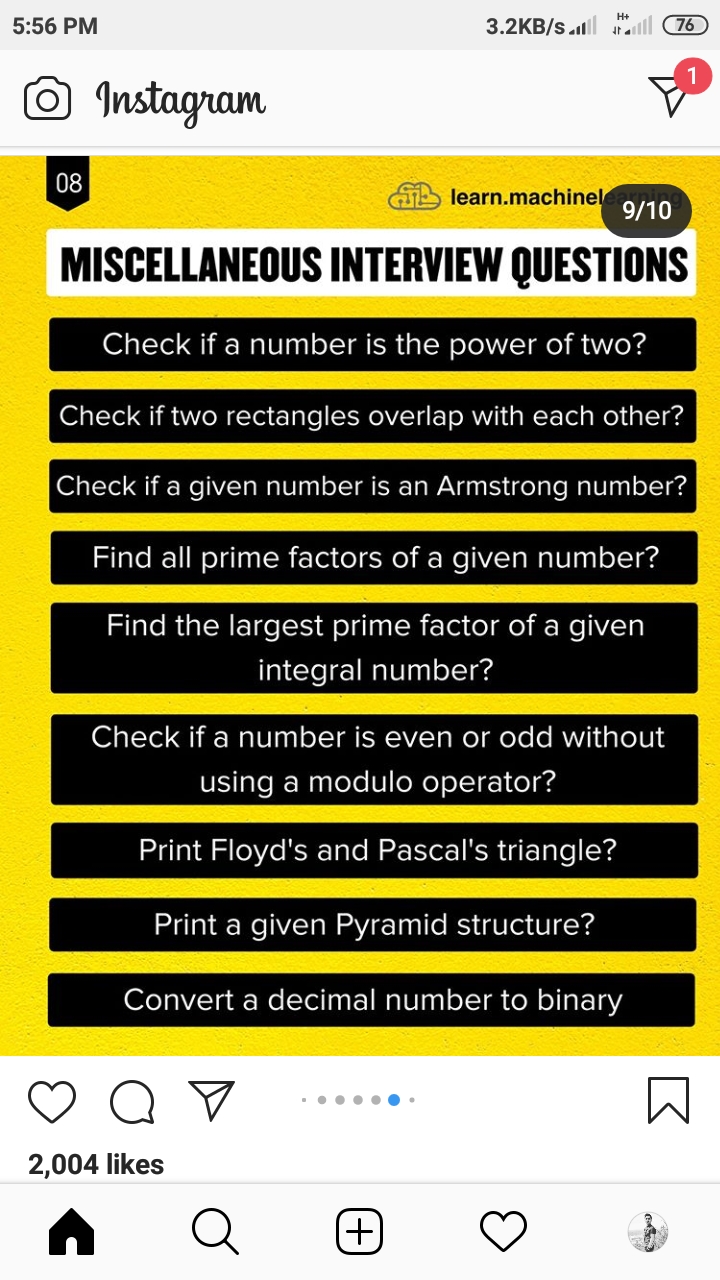 5:56 PM
3.2KB/s
H+
76
Instagram
1
08
learn.machinelearning
9/10
MISCELLANEOUS INTERVIEW QUESTIONS
Check if a number is the power of two?
Check if two rectangles overlap with each other?
Check if a given number is an Armstrong number?
Find all prime factors of a given number?
Find the largest prime factor of a given
integral number?
Check if a number is even or odd without
using a modulo operator?
Print Floyd's and Pascal's triangle?
Print a given Pyramid structure?
Convert a decimal number to binary
2,004 likes